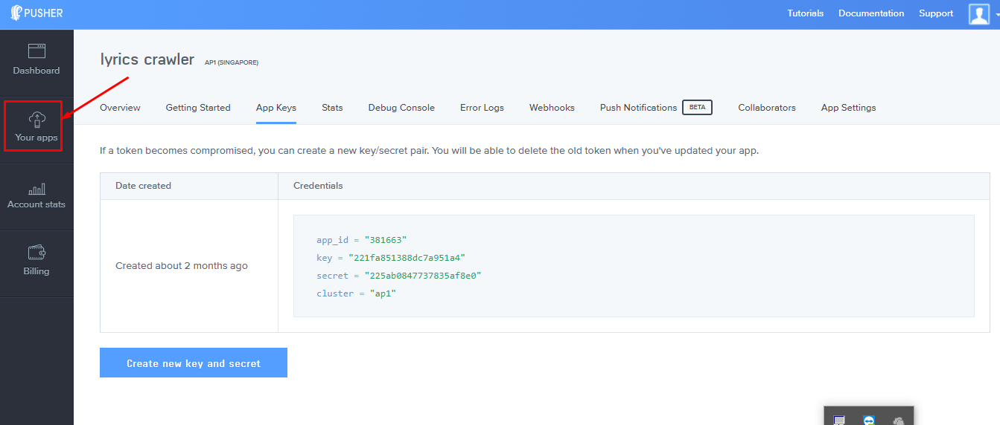 PUSHER
Tutorials Documentation Support
Dashboard
Your apps
Account stats
Billing
lyrics crawler AP1 (SINGAPORE)
Overview Getting Started App Keys Stats Debug Console Error Logs Webhooks Push Notifications BETA Collaborators App Settings
If a token becomes compromised, you can create a new key/secret pair. You will be able to delete the old token when you've updated your app.
Date created Credentials
Created about 2 months ago
app_id = "381663"
key = "221fa851388dc7a951a4"
secret = "225ab0847737835af8e0"
cluster = "ap1"
Create new key and secret